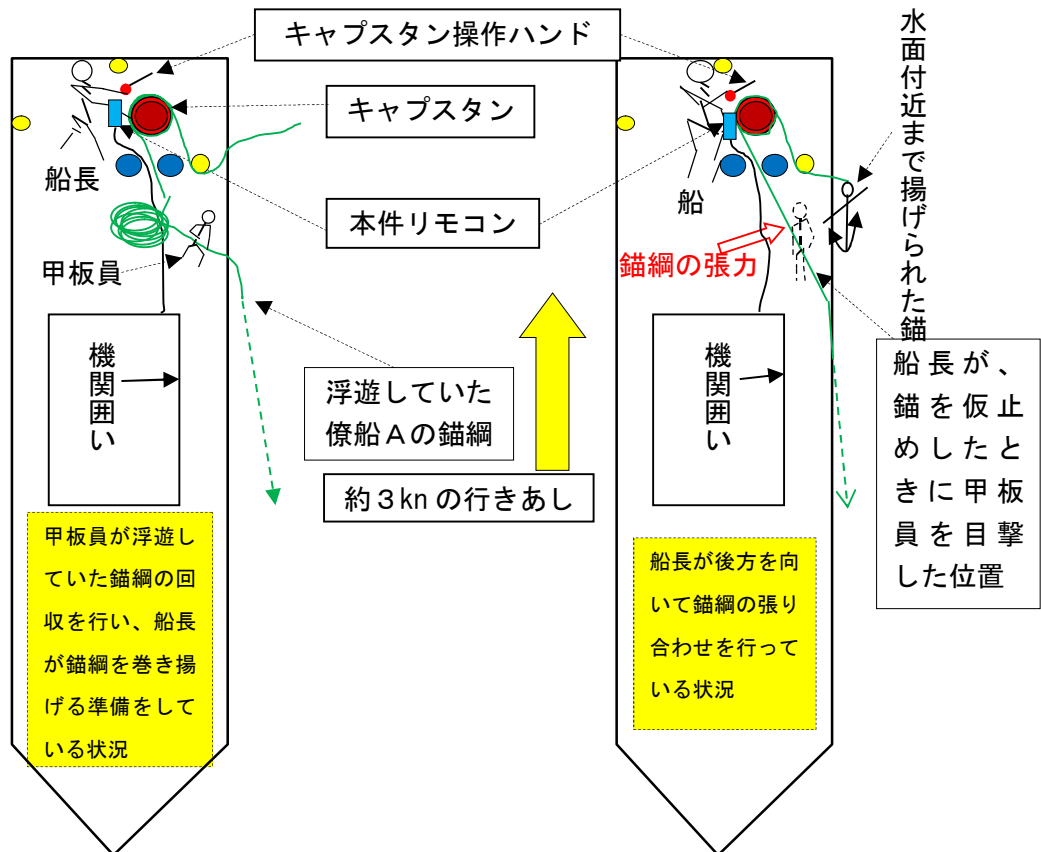 キャプスタン操作ハンド
キャプスタン
船長
本件リモコン
甲板員
機関囲い
浮遊していた
僚船Aの錨綱
約3㏏の行きあし
甲板員が浮遊し
ていた錨綱の回
収を行い、船長
が錨綱を巻き揚
げる準備をして
いる状況
水面付近まで揚げられた錨
船
錨綱の張力
機関囲い
船長が、
錨を仮止
めしたと
きに甲板
員を目撃
した位置
船長が後方を向
いて錨綱の張り
合わせを行って
いる状況